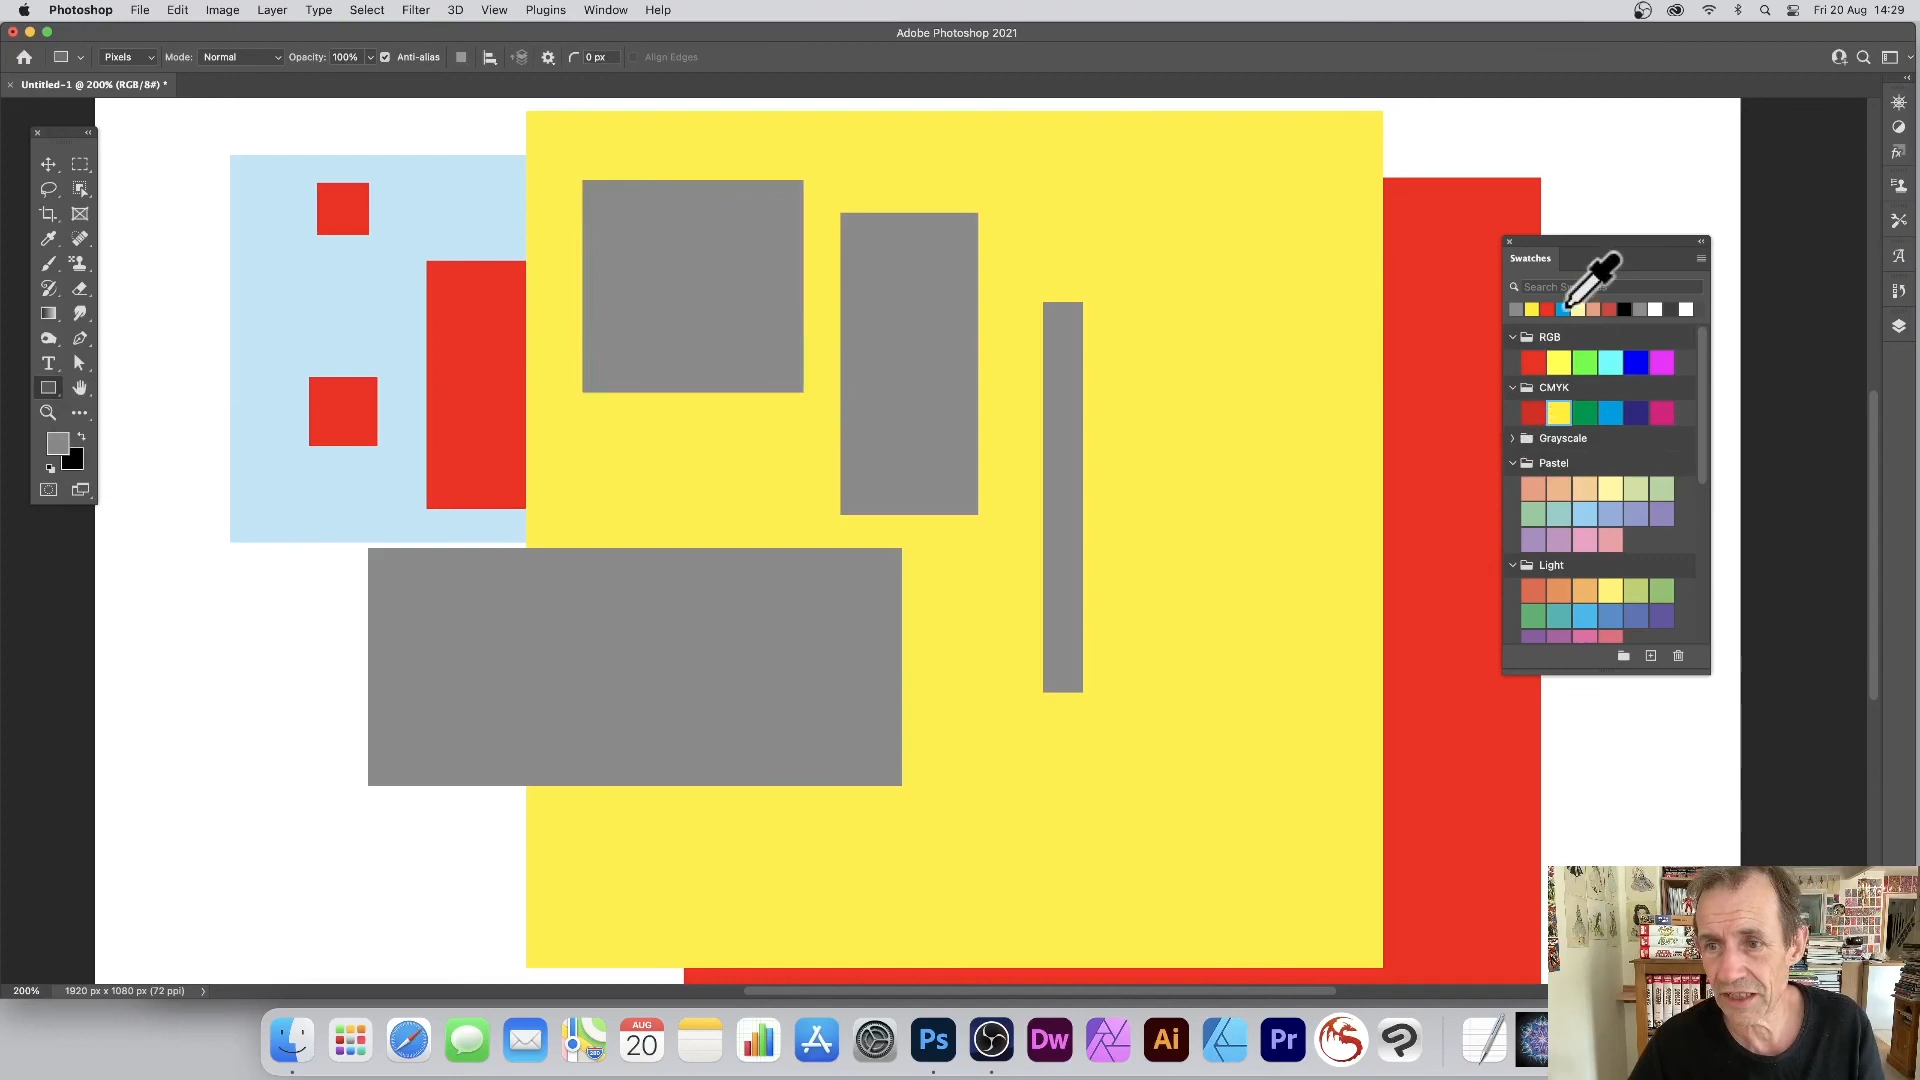 Photoshop File Edit Image Layer Type Select Filter 3D View Plugins Window Help Fri 20 Aug 14:29
Adobe Photoshop 2021
Pixels Mode: Normal Opacity: 100% Anti-alias 0 px Align Edges
× Untitled-1 @ 200% (RGB/8#) *
Swatches
Search
RGB
CMYK
Grayscale
Pastel
Light
200% 1920 px x 1080 px (72 ppi)
AUG
20
Ps
Dw
Ai
Pr